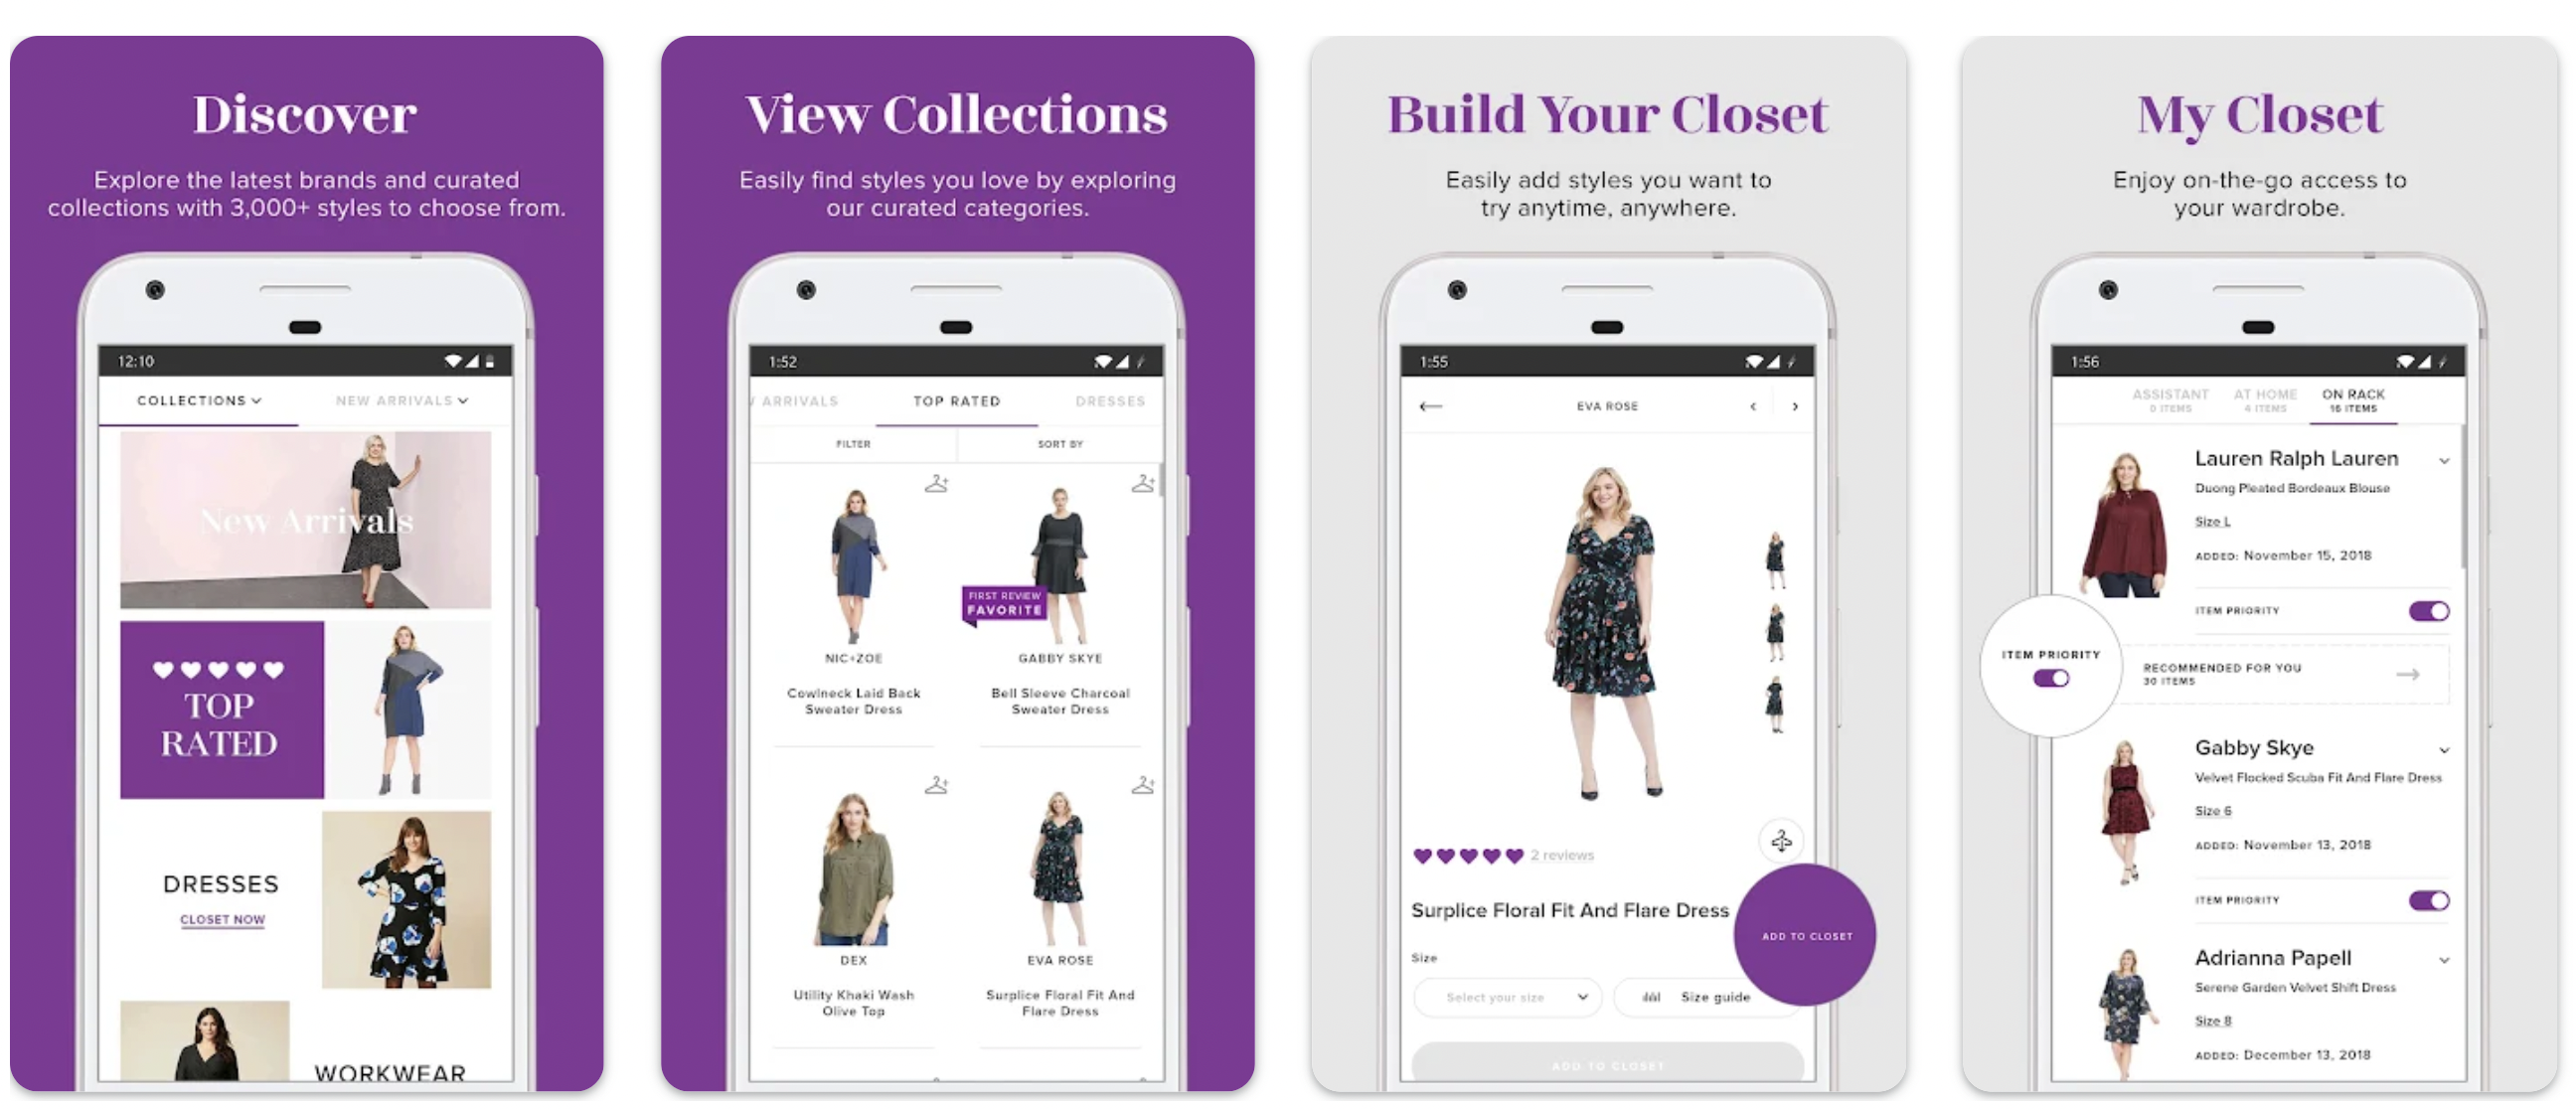 Discover
Explore the latest brands and curated
collections with 3,000+ styles to choose from.
12:10
COLLECTIONS
NEW ARRIVALS
New Arrivals
TOP
RATED
DRESSES
CLOSET NOW
WORKWEAR
View Collections
Easily find styles you love by exploring
our curated categories.
1:52
ARRIVALS
TOP RATED
DRESSES
FILTER
SORT BY
FIRST REVIEW
FAVORITE
NIC+ZOE
GABBY SKYE
Cowlneck Laid Back
Sweater Dress
Bell Sleeve Charcoal
Sweater Dress
DEX
EVA ROSE
Utility Khaki Wash
Olive Top
Surplice Floral Fit And
Flare Dress
Build Your Closet
Easily add styles you want to
try anytime, anywhere.
1:55
EVA ROSE
2 reviews
Surplice Floral Fit And Flare Dress
ADD TO CLOSET
Size
Select your size
Size guide
ADD TO CLOSET
My Closet
Enjoy on-the-go access to
your wardrobe.
1:56
ASSISTANT
0 ITEMS
AT HOME
4 ITEMS
ON RACK
16 ITEMS
Lauren Ralph Lauren
Duong Pleated Bordeaux Blouse
Size L
ADDED: November 15, 2018
ITEM PRIORITY
ITEM PRIORITY
RECOMMENDED FOR YOU
30 ITEMS
Gabby Skye
Velvet Flocked Scuba Fit And Flare Dress
Size 6
ADDED: November 13, 2018
ITEM PRIORITY
Adrianna Papell
Serene Garden Velvet Shift Dress
Size 8
ADDED: December 13, 2018